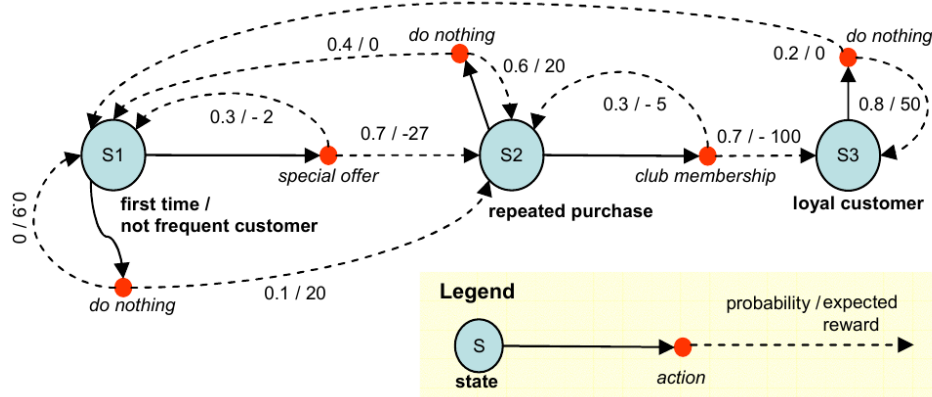 do nothing
do nothing
0.4 / 0
0.2 / 0
0.6 / 20
0.3 / - 2
0.3 / - 5
0.8 / 50
0.7 / -27
0.7 / - 100
S1
S2
S3
special offer
club membership
first time /
not frequent customer
repeated purchase
loyal customer
0.9 / 0
do nothing
0.1 / 20
Legend
probability / expected
reward
S
state
action